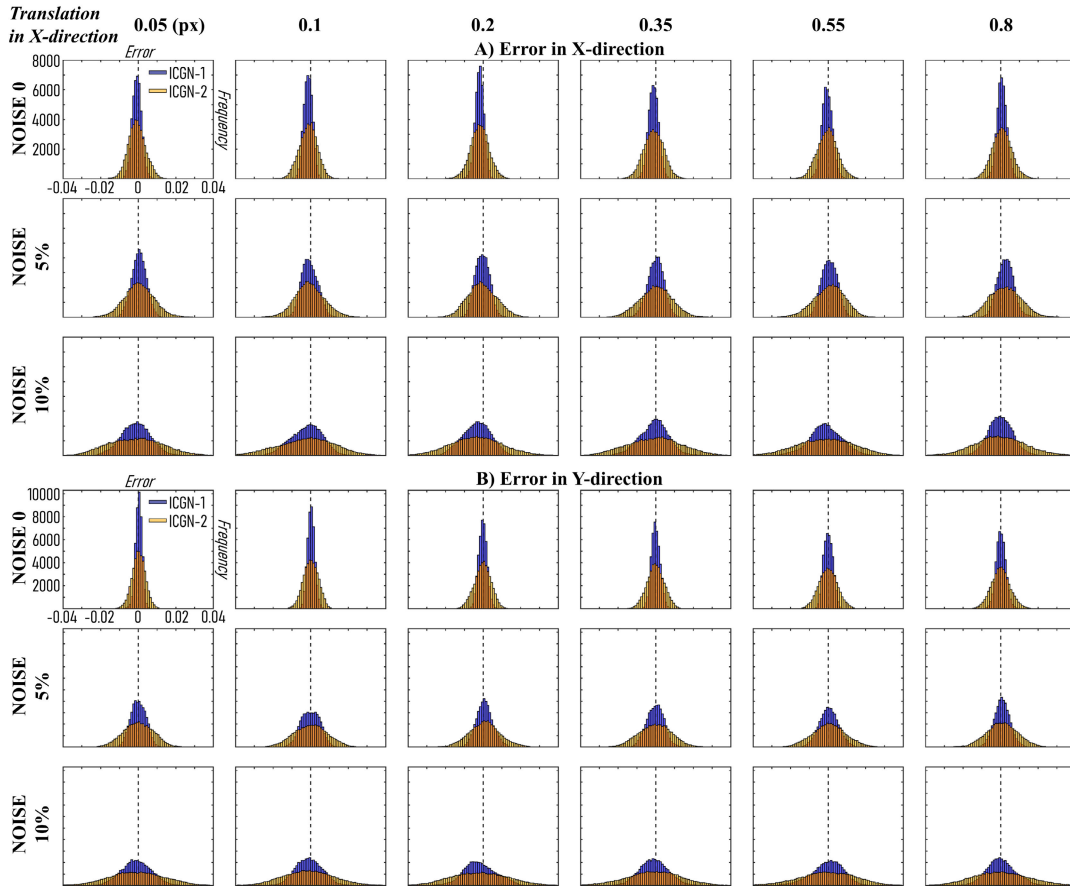 Translation
in X-direction 0.05 (px) 0.1 0.2 0.35 0.55 0.8
A) Error in X-direction
Error
NOISE 0
8000
6000
4000
2000
ICGN-1
ICGN-2
Frequency
-0.04 -0.02 0 0.02 0.04
NOISE
5%
NOISE
10%
B) Error in Y-direction
Error
NOISE 0
10000
8000
6000
4000
2000
ICGN-1
ICGN-2
Frequency
-0.04 -0.02 0 0.02 0.04
NOISE
5%
NOISE
10%